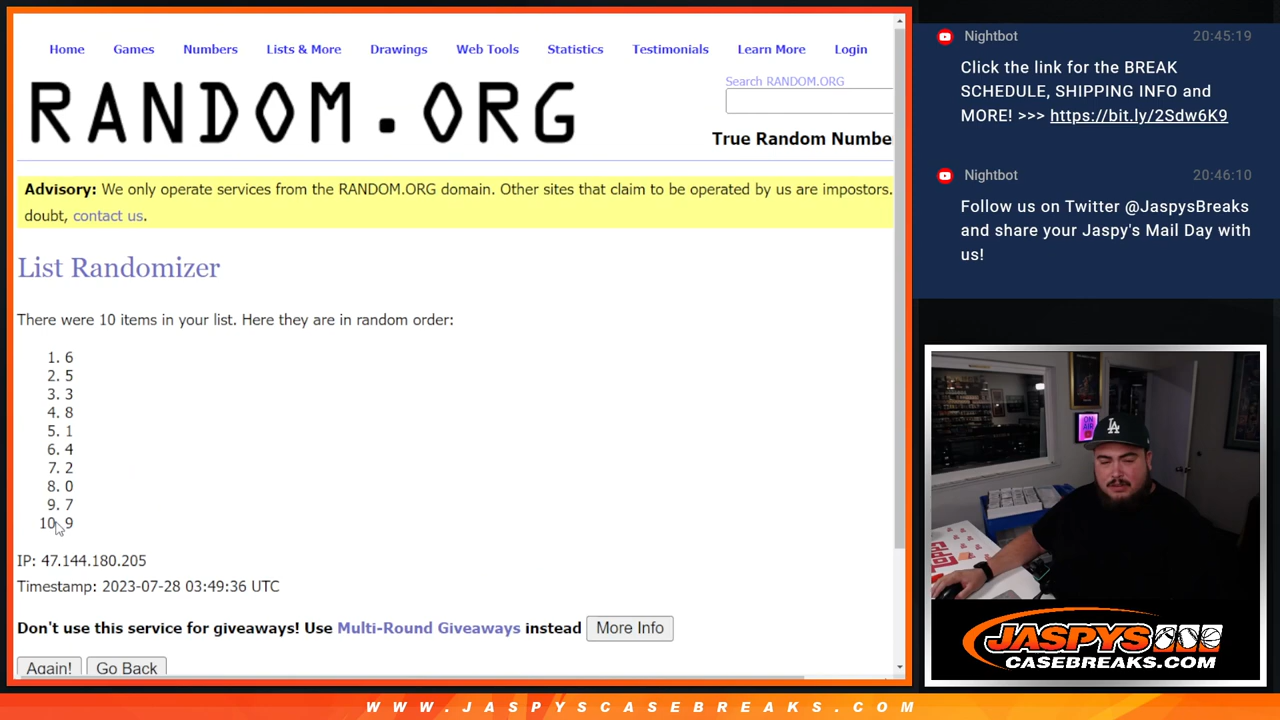 Home Games Numbers Lists & More Drawings Web Tools Statistics Testimonials Learn More Login
RANDOM.ORG
Search RANDOM.ORG
True Random Numbe
Advisory: We only operate services from the RANDOM.ORG domain. Other sites that claim to be operated by us are impostors.
doubt, contact us.
List Randomizer
There were 10 items in your list. Here they are in random order:
1. 6
2. 5
3. 3
4. 8
5. 1
6. 4
7. 2
8. 0
9. 7
10. 9
IP: 47.144.180.205
Timestamp: 2023-07-28 03:49:36 UTC
Don't use this service for giveaways! Use Multi-Round Giveaways instead More Info
Again! Go Back
Nightbot 20:45:19
Click the link for the BREAK
SCHEDULE, SHIPPING INFO and
MORE! >>> https://bit.ly/2Sdw6K9
Nightbot 20:46:10
Follow us on Twitter @JaspysBreaks
and share your Jaspy's Mail Day with
us!
ON
AIR
LA
JASPYS
CASEBREAKS.COM
WWW.JASPYSCASEBREAKS.COM